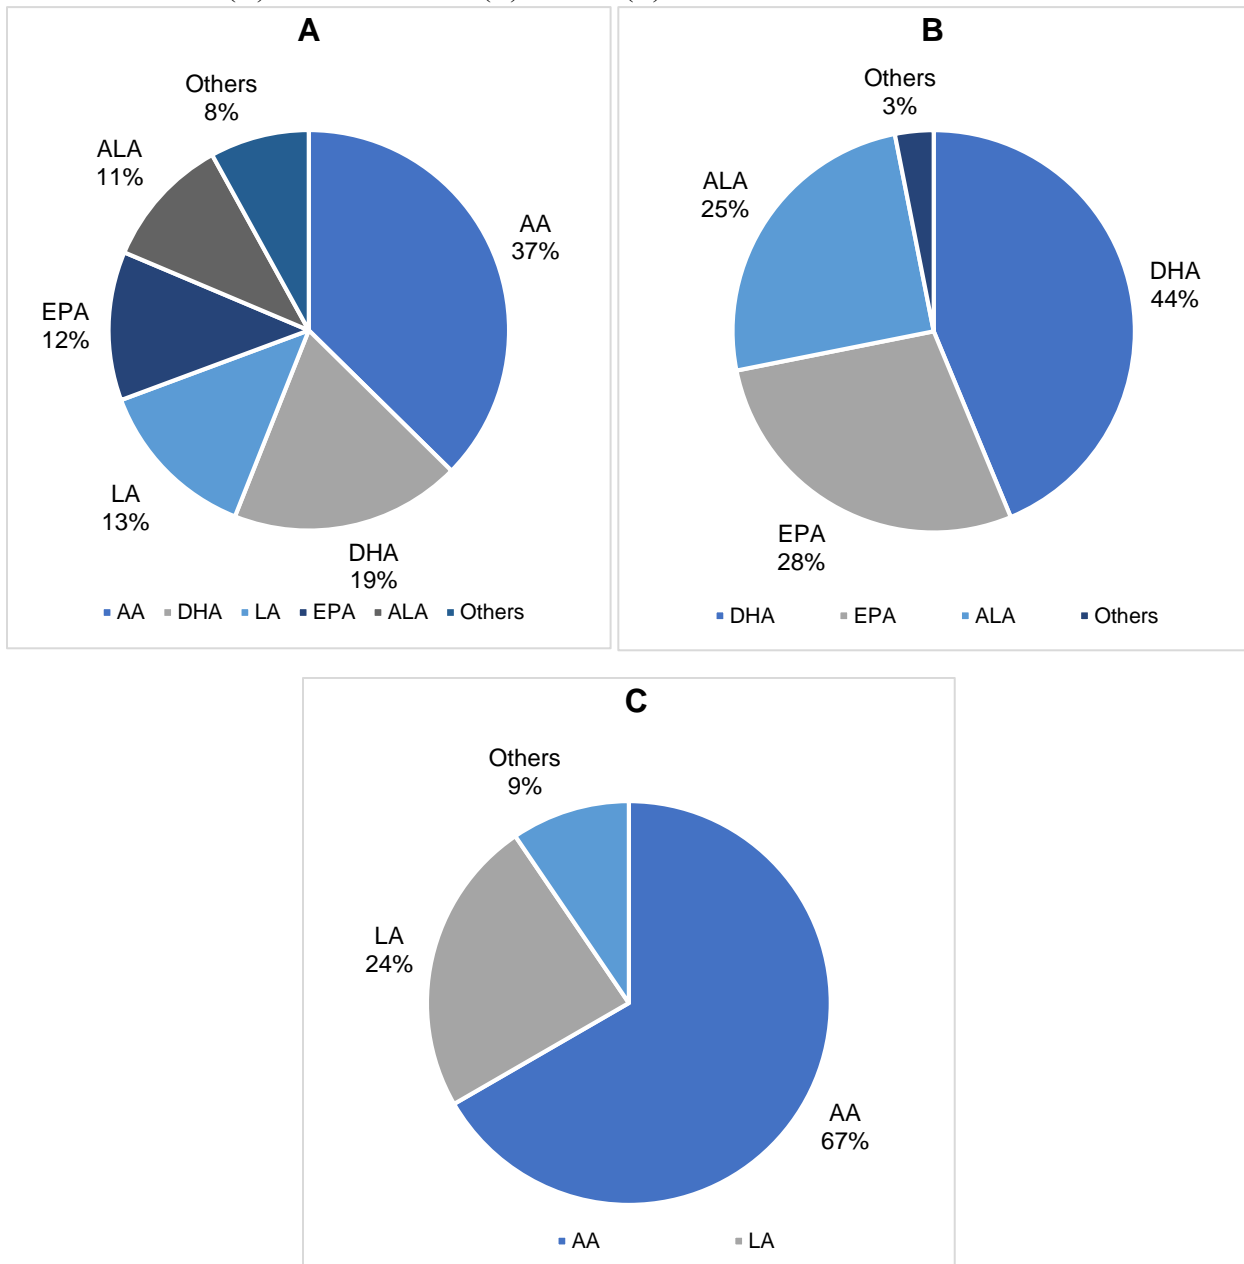 A
Others
8%
ALA
11%
AA
37%
EPA
12%
LA
13%
DHA
19%
AA DHA LA EPA ALA Others
B
Others
3%
ALA
25%
DHA
44%
EPA
28%
DHA EPA ALA Others
C
Others
9%
LA
24%
AA
67%
AA LA